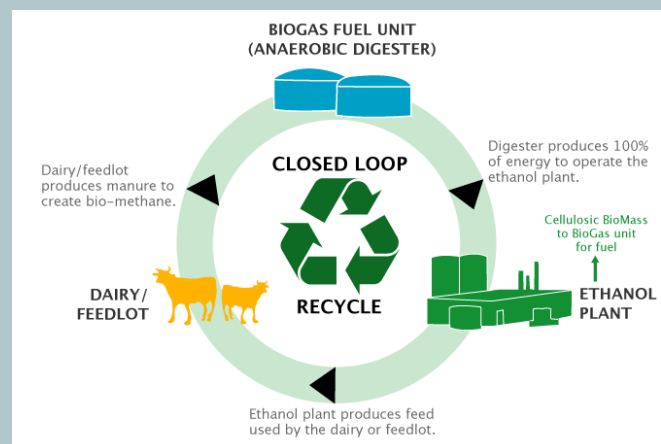 BIOGAS FUEL UNIT
(ANAEROBIC DIGESTER)
Digester produces 100%
of energy to operate the
ethanol plant.
Dairy/feedlot
produces manure to
create bio-methane.
CLOSED LOOP
RECYCLE
Cellulosic BioMass
to BioGas unit
for fuel
DAIRY/
FEEDLOT
ETHANOL
PLANT
Ethanol plant produces feed
used by the dairy or feedlot.